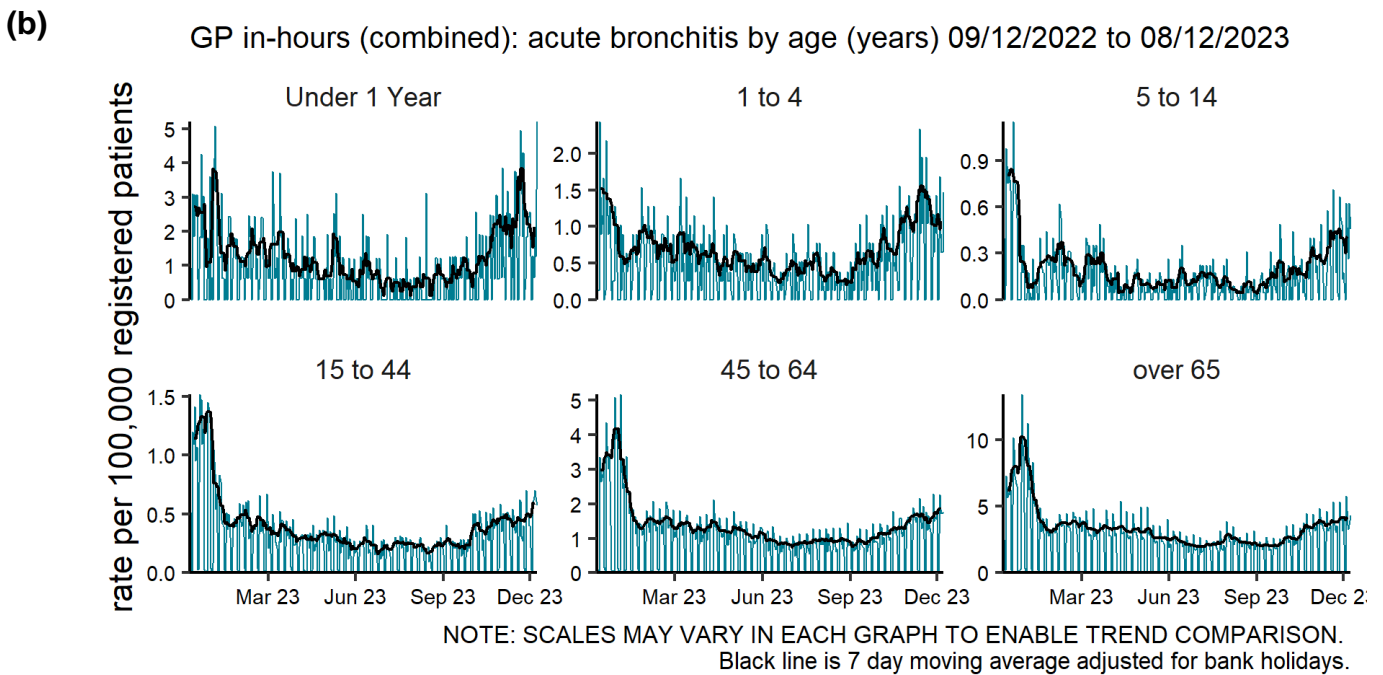 (b)
GP in-hours (combined): acute bronchitis by age (years) 09/12/2022 to 08/12/2023
rate per 100,000 registered patients
Under 1 Year
5
4
3
2
1
0
1 to 4
2.0
1.5
1.0
0.5
0.0
5 to 14
0.9
0.6
0.3
0.0
15 to 44
1.5
1.0
0.5
0.0
Mar 23 Jun 23 Sep 23 Dec 23
45 to 64
5
4
3
2
1
0
Mar 23 Jun 23 Sep 23 Dec 23
over 65
10
5
0
Mar 23 Jun 23 Sep 23 Dec 2
NOTE: SCALES MAY VARY IN EACH GRAPH TO ENABLE TREND COMPARISON.
Black line is 7 day moving average adjusted for bank holidays.